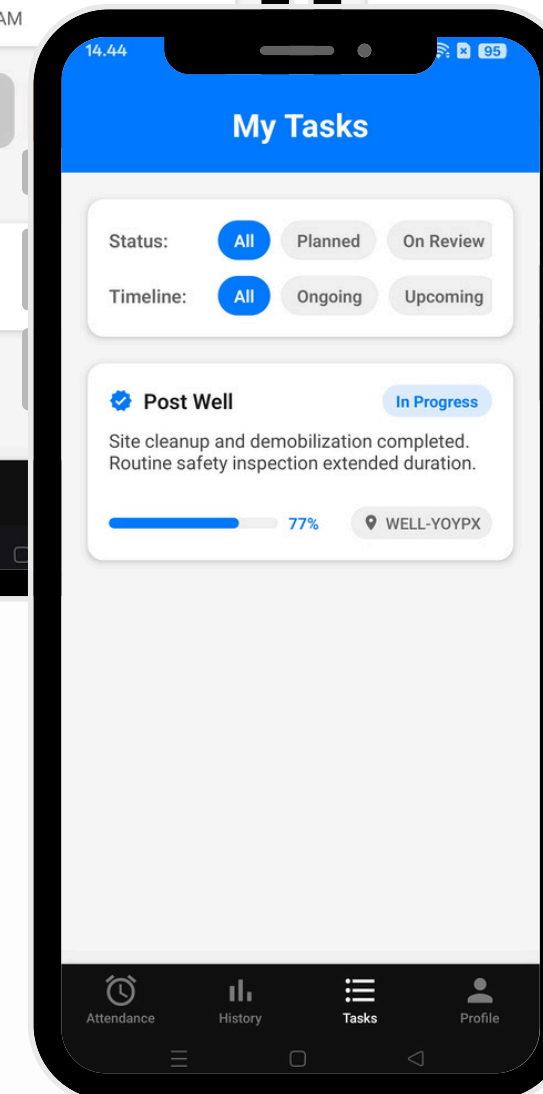 AM
14.44
95
My Tasks
Status: All Planned On Review
Timeline: All Ongoing Upcoming
Post Well In Progress
Site cleanup and demobilization completed.
Routine safety inspection extended duration.
77% WELL-YOYPX
Attendance History Tasks Profile